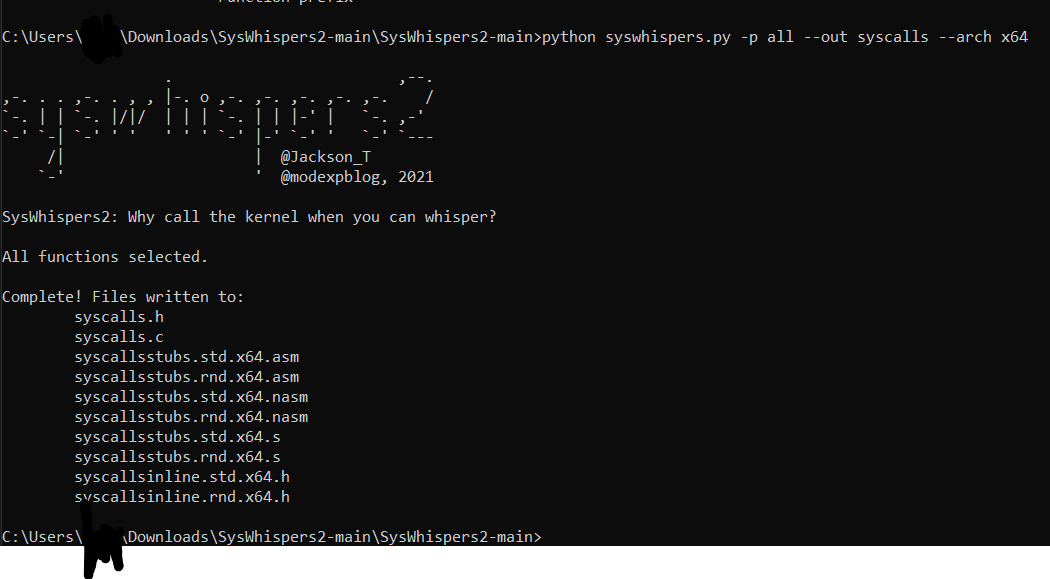 function prefix
C:\Users\ \Downloads\SysWhispers2-main\SysWhispers2-main>python syswhispers.py -p all --out syscalls --arch x64
                  .                         ,--.
,-. . . ,-. . , , |-. o ,-. ,-. ,-. ,-. ,-.    /
`-. | | `-. |/|/  | | | `-. | | |-' |   `-. ,-'
`-' `-| `-' ' '   ' ' ' `-' |-' `-' '   `-' `---
     /|                     |  @Jackson_T
    `-'                     '  @modexpblog, 2021
SysWhispers2: Why call the kernel when you can whisper?
All functions selected.
Complete! Files written to:
        syscalls.h
        syscalls.c
        syscallsstubs.std.x64.asm
        syscallsstubs.rnd.x64.asm
        syscallsstubs.std.x64.nasm
        syscallsstubs.rnd.x64.nasm
        syscallsstubs.std.x64.s
        syscallsstubs.rnd.x64.s
        syscallsinline.std.x64.h
        syscallsinline.rnd.x64.h
C:\Users\ \Downloads\SysWhispers2-main\SysWhispers2-main>